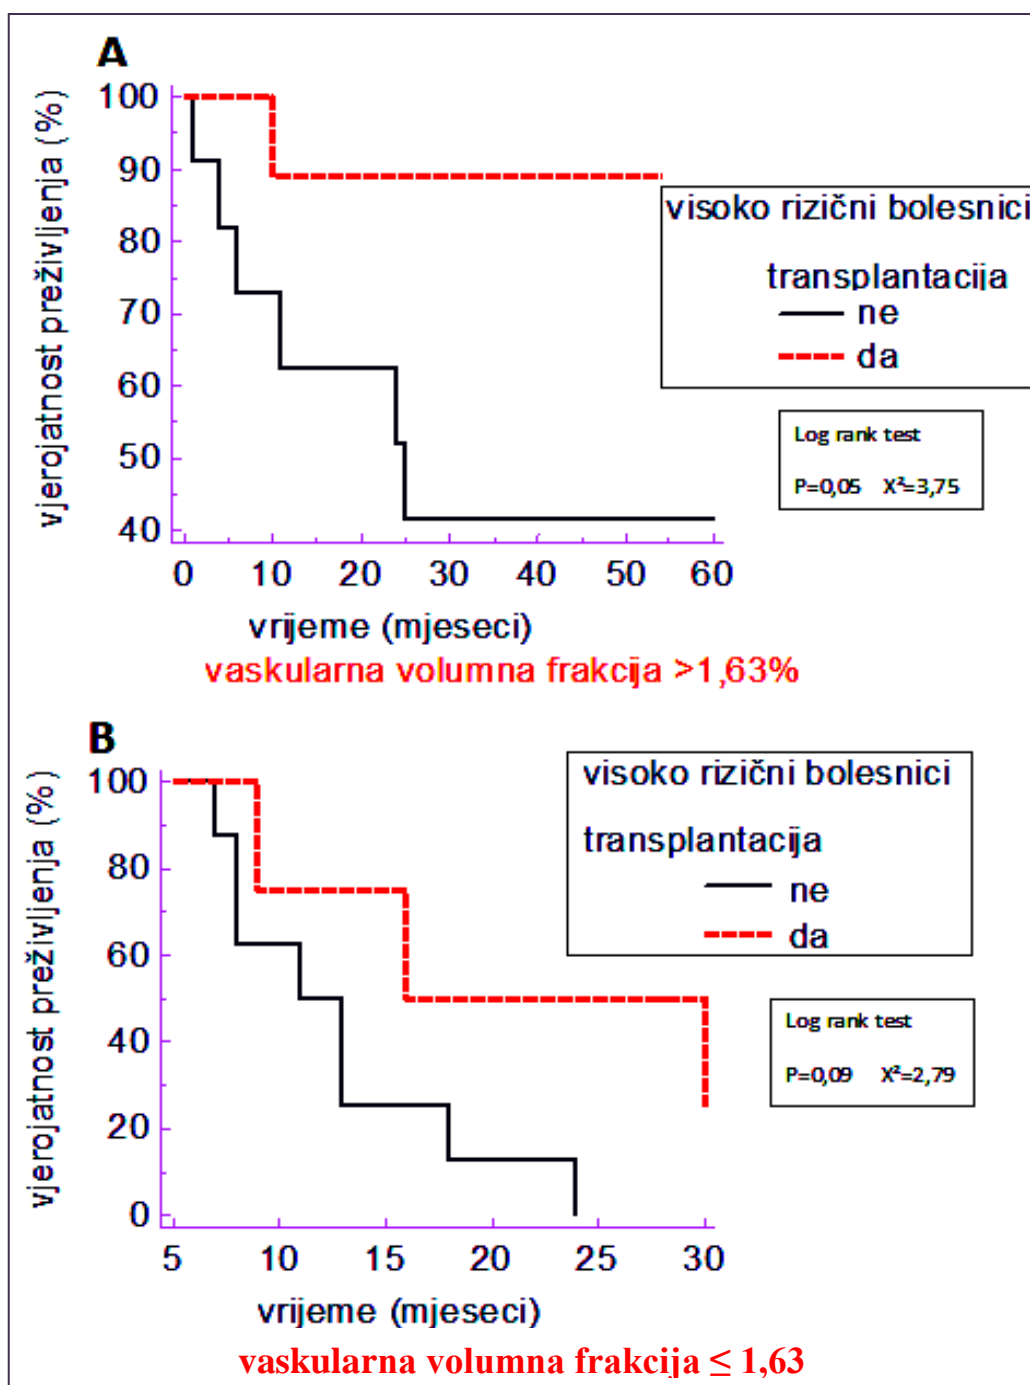 A
vjerojatnost preživljenja (%)
100
90
80
70
60
50
40
0 10 20 30 40 50 60
vrijeme (mjeseci)
visoko rizični bolesnici
transplantacija
ne
da
Log rank test
P=0,05 X²=3,75
vaskularna volumna frakcija >1,63%
B
vjerojatnost preživljenja (%)
100
80
60
40
20
0
5 10 15 20 25 30
vrijeme (mjeseci)
visoko rizični bolesnici
transplantacija
ne
da
Log rank test
P=0,09 X²=2,79
vaskularna volumna frakcija ≤ 1,63